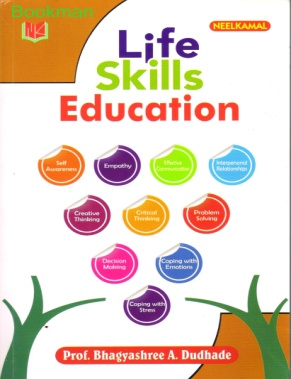 Bookman
NEELKAMAL
Life
Skills
Education
Self
Awareness
Empathy
Effective
Communication
Interpersonal
Relationships
Creative
Thinking
Critical
Thinking
Problem
Solving
Decision
Making
Coping with
Emotions
Coping with
Stress
Prof. Bhagyashree A. Dudhade